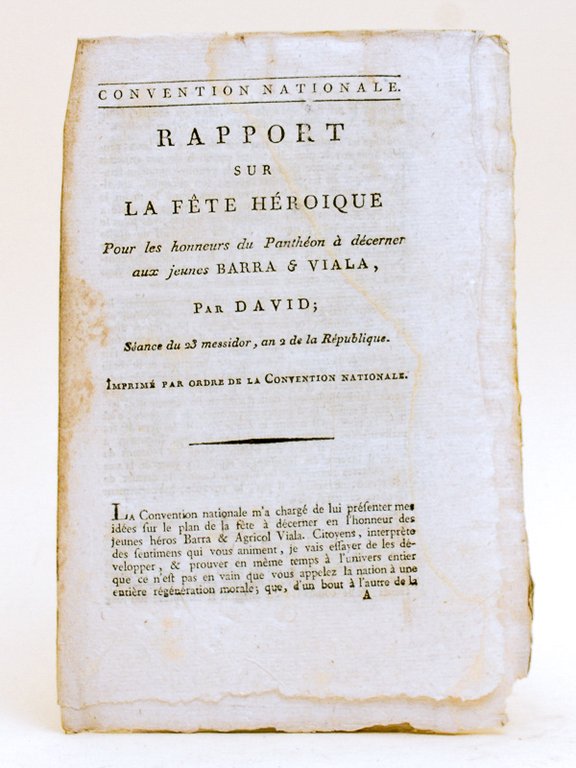 CONVENTION NATIONALE.
RAPPORT
SUR
LA FÊTE HÉROIQUE
Pour les honneurs du Panthéon à décerner
aux jeunes BARRA & VIALA,
PAR DAVID;
Séance du 23 messidor, an 2 de la République.
IMPRIMÉ PAR ORDRE DE LA CONVENTION NATIONALE.
LA Convention nationale m'a chargé de lui préſenter mes
idées ſur le plan de la fête à décerner en l'honneur des
jeunes héros Barra & Agricol Viala. Citoyens, interprète
des ſentimens qui vous animent, je vais eſſayer de les dé-
velopper, & prouver en même temps à l'univers entier
que ce n'eſt pas en vain que vous appelez la nation à une
entière régénération morale; que, d'un bout à l'autre de la
A